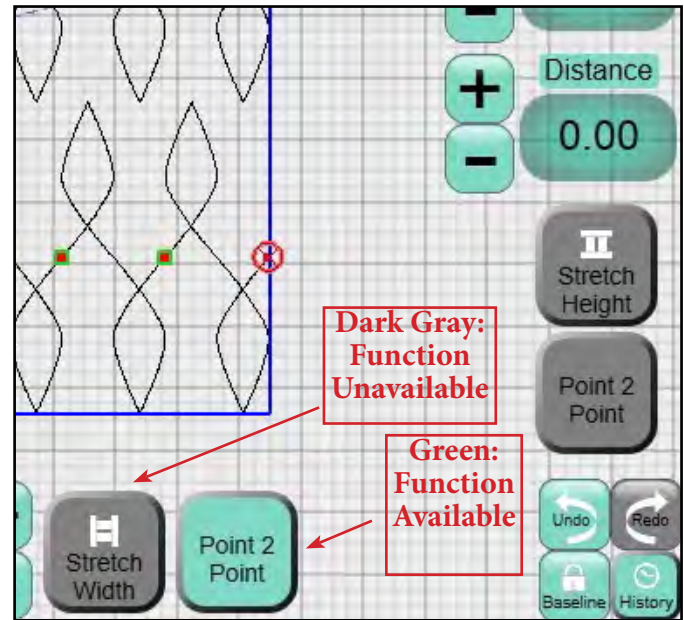 Distance
+
0.00
-
Stretch
Height
Dark Gray:
Function
Unavailable
Point 2
Point
Green:
Function
Available
Stretch
Width
Point 2
Point
Undo
Redo
Baseline
History